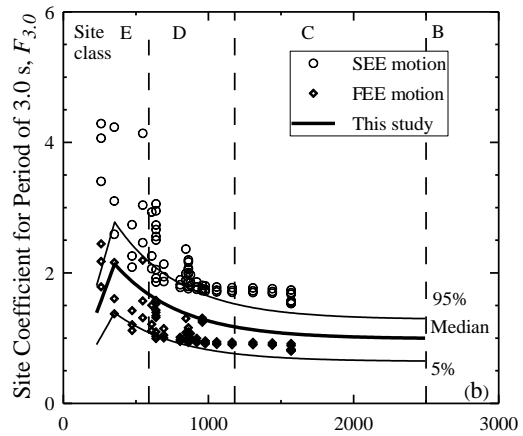 Site Coefficient for Period of 3.0 s, F3.0
6
4
2
0
Site
class
E
D
C
B
SEE motion
FEE motion
This study
95%
Median
5%
(b)
0
1000
2000
3000